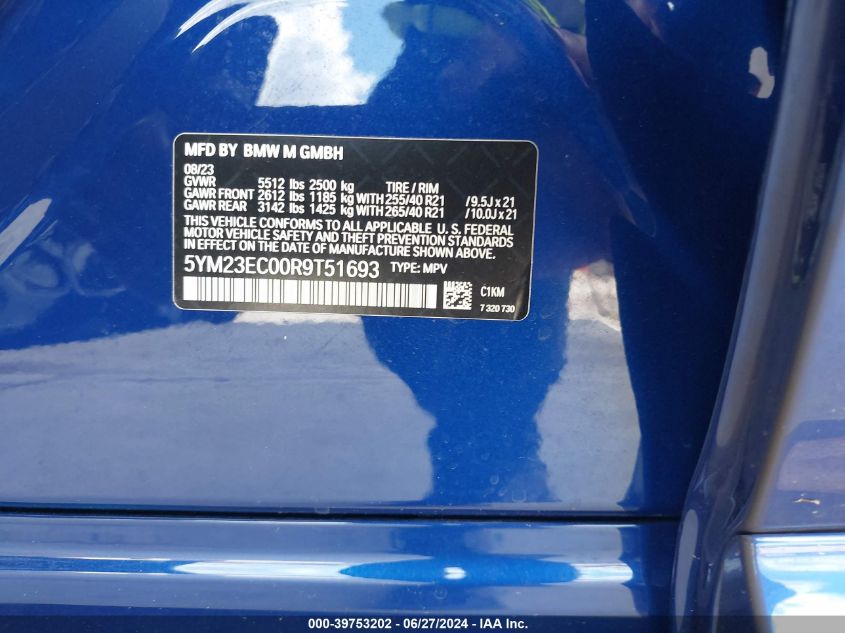 MFD BY BMW M GMBH
08/23
GVWR 5512 lbs 2500 kg TIRE / RIM
GAWR FRONT 2612 lbs 1185 kg WITH 255/40 R21 /9.5J x 21
GAWR REAR 3142 lbs 1425 kg WITH 265/40 R21 /10.0J x 21
THIS VEHICLE CONFORMS TO ALL APPLICABLE U. S. FEDERAL
MOTOR VEHICLE SAFETY, AND THEFT PREVENTION STANDARDS
IN EFFECT ON THE DATE OF MANUFACTURE SHOWN ABOVE.
5YM23EC00R9T51693 TYPE: MPV
C1KM
7 320 730
000-39753202 - 06/27/2024 - IAA Inc.